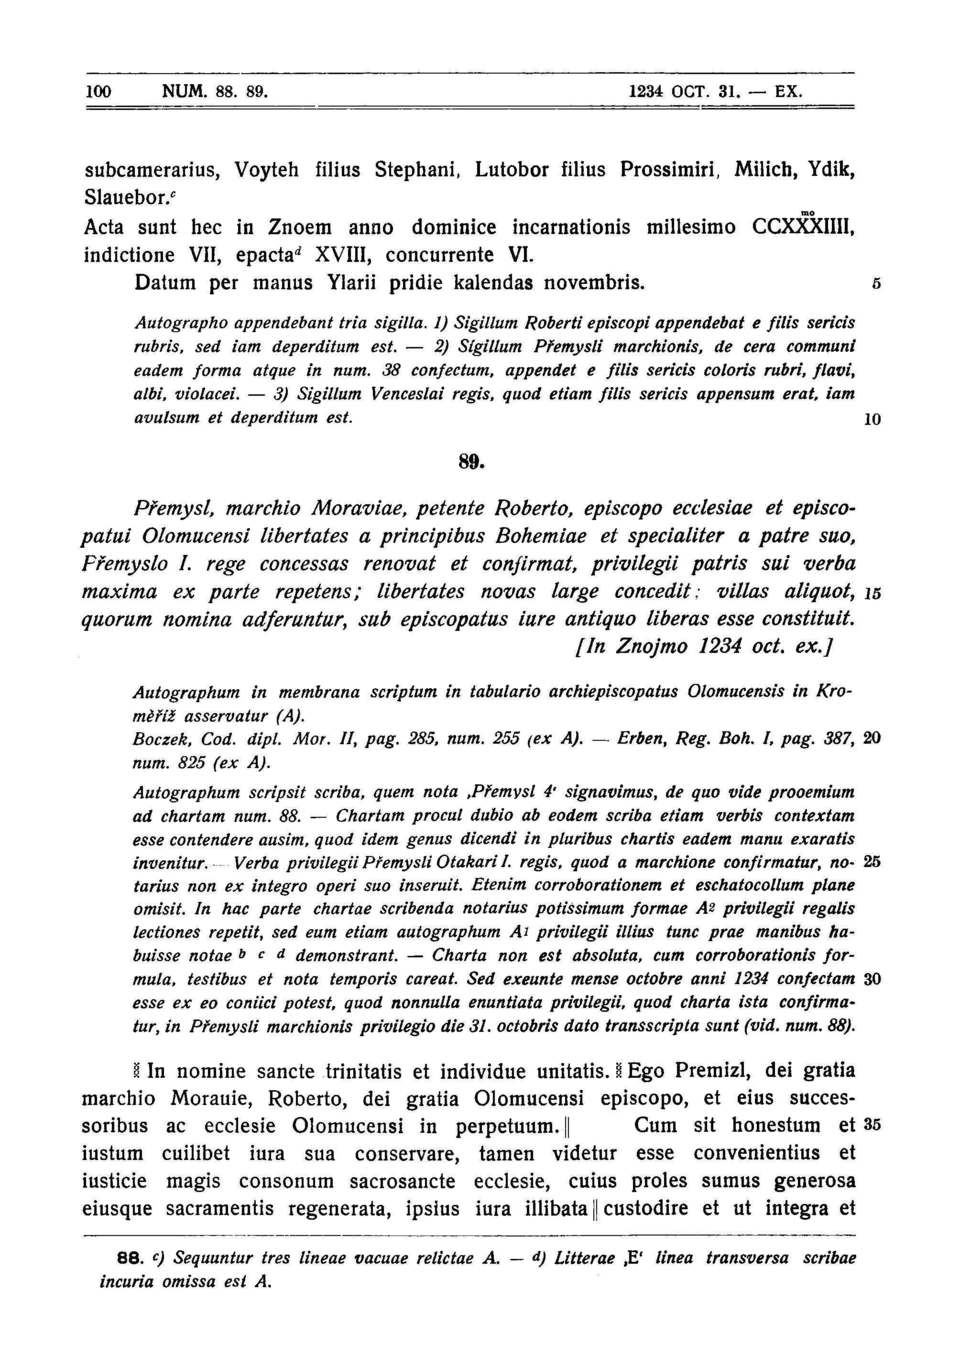 100 NUM. 88. 89. 1234 OCT. 31. — EX.
subcamerarius, Voyteh filius Stephani, Lutobor filius Prossimiri, Milich, Ydik,
Slauebor.c
Acta sunt hec in Znoem anno dominice incarnationis millesimo CCXXXIIII,mo
indictione VII, epactad XVIII, concurrente VI.
Datum per manus Ylarii pridie kalendas novembris. 5
Autographo appendebant tria sigilla. 1) Sigillum Roberti episcopi appendebat e filis sericis
rubris, sed iam deperditum est. — 2) Sigillum Přemysli marchionis, de cera communi
eadem forma atque in num. 38 confectum, appendet e filis sericis coloris rubri, flavi,
albi, violacei. — 3) Sigillum Venceslai regis, quod etiam filis sericis appensum erat, iam
avulsum et deperditum est. 10
89.
Přemysl, marchio Moraviae, petente Roberto, episcopo ecclesiae et episco-
patui Olomucensi libertates a principibus Bohemiae et specialiter a patre suo,
Přemyslo I. rege concessas renovat et confirmat, privilegii patris sui verba
maxima ex parte repetens; libertates novas large concedit; villas aliquot, 15
quorum nomina adferuntur, sub episcopatus iure antiquo liberas esse constituit.
[In Znojmo 1234 oct. ex.]
Autographum in membrana scriptum in tabulario archiepiscopatus Olomucensis in Kro-
měříž asservatur (A).
Boczek, Cod. dipl. Mor. II, pag. 285, num. 255 (ex A). — Erben, Reg. Boh. I, pag. 387, 20
num. 825 (ex A).
Autographum scripsit scriba, quem nota ‚Přemysl 4‘ signavimus, de quo vide prooemium
ad chartam num. 88. — Chartam procul dubio ab eodem scriba etiam verbis contextam
esse contendere ausim, quod idem genus dicendi in pluribus chartis eadem manu exaratis
invenitur. — Verba privilegii Přemysli Otakari I. regis, quod a marchione confirmatur, no- 25
tarius non ex integro operi suo inseruit. Etenim corroborationem et eschatocollum plane
omisit. In hac parte chartae scribenda notarius potissimum formae A2 privilegii regalis
lectiones repetit, sed eum etiam autographum A1 privilegii illius tunc prae manibus ha-
buisse notae b c d demonstrant. — Charta non est absoluta, cum corroborationis for-
mula, testibus et nota temporis careat. Sed exeunte mense octobre anni 1234 confectam 30
esse ex eo coniici potest, quod nonnulla enuntiata privilegii, quod charta ista confirma-
tur, in Přemysli marchionis privilegio die 31. octobris dato transscripta sunt (vid. num. 88).
In nomine sancte trinitatis et individue unitatis. Ego Premizl, dei gratia
marchio Morauie, Roberto, dei gratia Olomucensi episcopo, et eius succes-
soribus ac ecclesie Olomucensi in perpetuum. || Cum sit honestum et 35
iustum cuilibet iura sua conservare, tamen videtur esse convenientius et
iusticie magis consonum sacrosancte ecclesie, cuius proles sumus generosa
eiusque sacramentis regenerata, ipsius iura illibata || custodire et ut integra et
88. c) Sequuntur tres lineae vacuae relictae A. — d) Litterae ‚E‘ linea transversa scribae
incuria omissa est A.